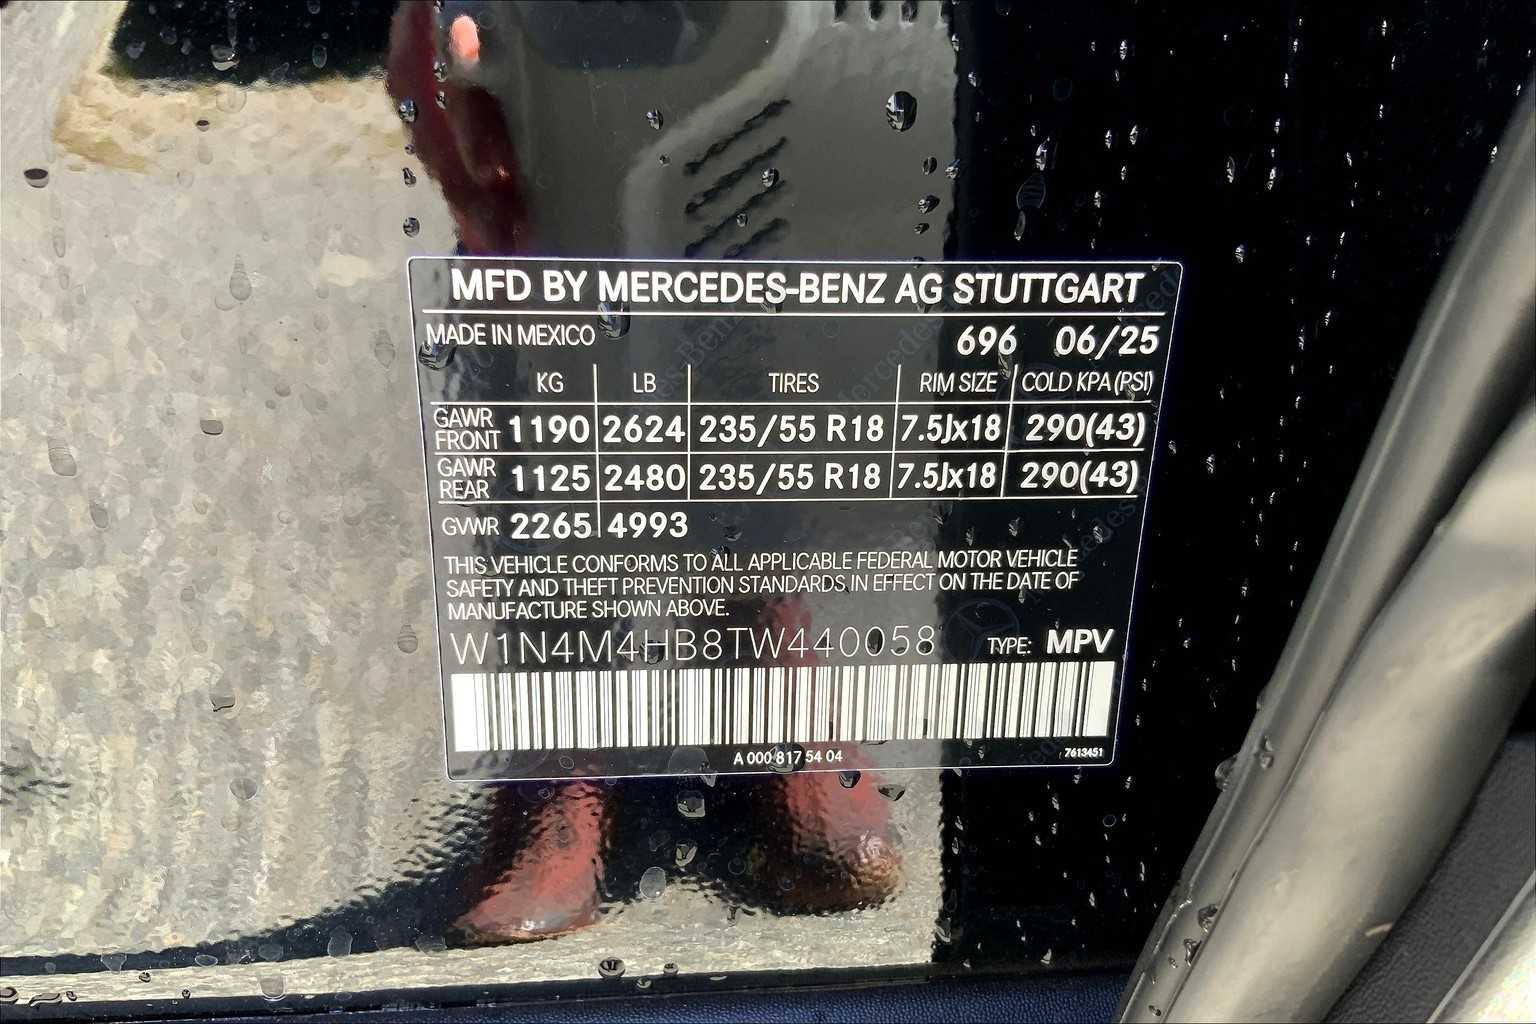 MFD BY MERCEDES-BENZ AG STUTTGART
MADE IN MEXICO 696 06/25
KG LB TIRES RIM SIZE COLD KPA (PSI)
GAWR FRONT 1190 2624 235/55 R18 7.5Jx18 290(43)
GAWR REAR 1125 2480 235/55 R18 7.5Jx18 290(43)
GVWR 2265 4993
THIS VEHICLE CONFORMS TO ALL APPLICABLE FEDERAL MOTOR VEHICLE
SAFETY AND THEFT PREVENTION STANDARDS IN EFFECT ON THE DATE OF
MANUFACTURE SHOWN ABOVE.
W1N4M4HB8TW440058 TYPE: MPV
A 000 817 54 04 7613451